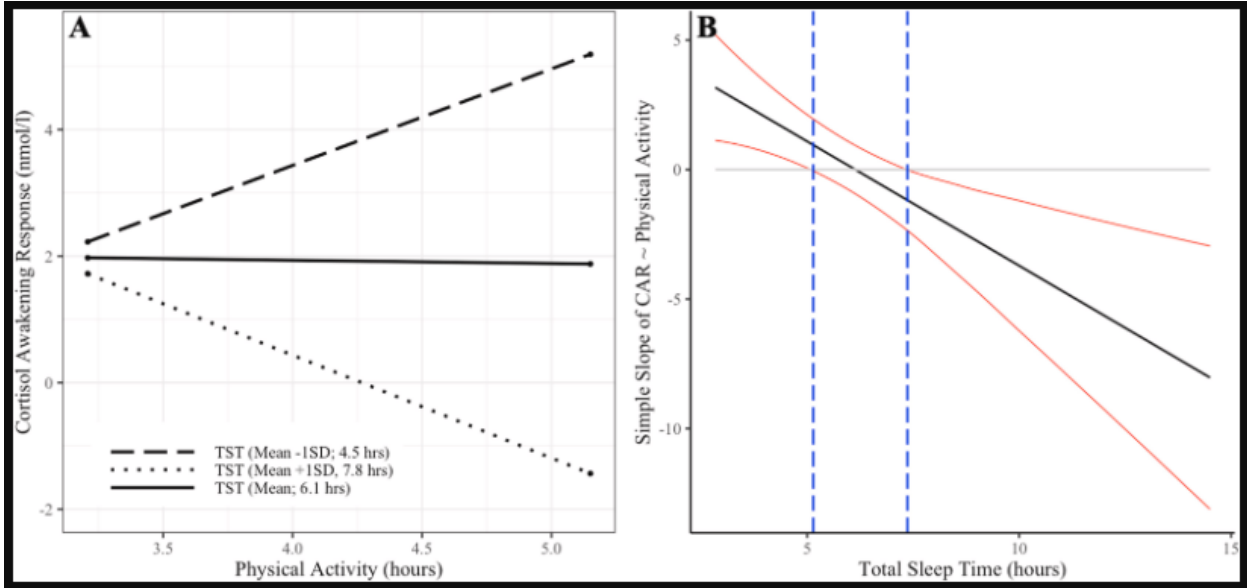 A
Cortisol Awakening Response (nmol/l)
4
2
0
-2
TST (Mean -1SD; 4.5 hrs)
TST (Mean +1SD, 7.8 hrs)
TST (Mean; 6.1 hrs)
3.5 4.0 4.5 5.0
Physical Activity (hours)
B
Simple Slope of CAR ~ Physical Activity
5
0
-5
-10
5 10 15
Total Sleep Time (hours)